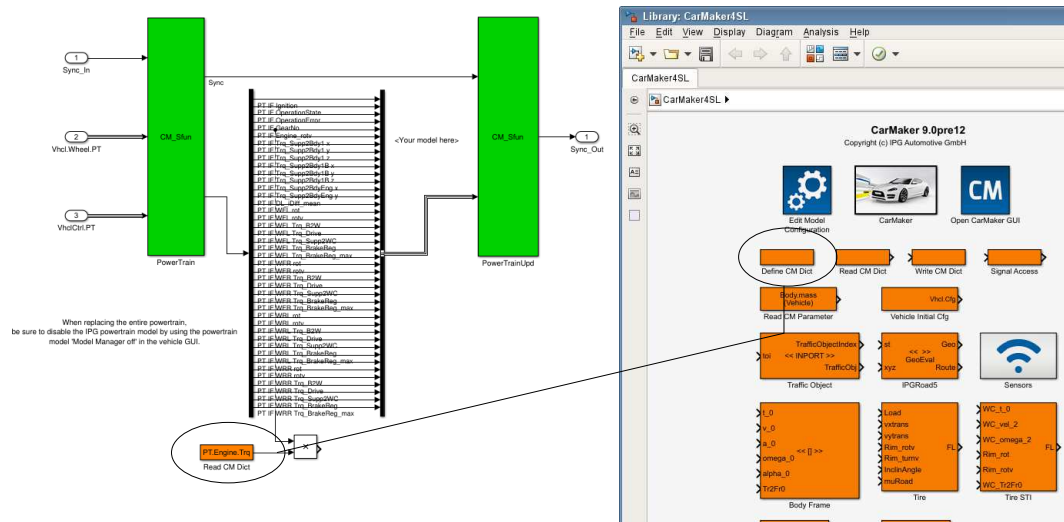 1
Sync_In
2
Vhcl.Wheel.PT
3
VhclCtrl.PT
CM_Sfun
PowerTrain
Sync
PT.IF.Ignition
PT.IF.OperationState
PT.IF.OperationError
PT.IF.GearNo
PT.IF.Engine_rotv
PT.IF.Trq_Supp2Bdy1.x
PT.IF.Trq_Supp2Bdy1.y
PT.IF.Trq_Supp2Bdy1.z
PT.IF.Trq_Supp2Bdy1B.x
PT.IF.Trq_Supp2Bdy1B.y
PT.IF.Trq_Supp2Bdy1B.z
PT.IF.Trq_Supp2BdyEng.x
PT.IF.Trq_Supp2BdyEng.y
PT.IF.DL_iDiff_mean
PT.IF.WFL.rot
PT.IF.WFL.rotv
PT.IF.WFL.Trq_B2W
PT.IF.WFL.Trq_Drive
PT.IF.WFL.Trq_Supp2WC
PT.IF.WFL.Trq_BrakeReg
PT.IF.WFL.Trq_BrakeReg_max
PT.IF.WFR.rot
PT.IF.WFR.rotv
PT.IF.WFR.Trq_B2W
PT.IF.WFR.Trq_Drive
PT.IF.WFR.Trq_Supp2WC
PT.IF.WFR.Trq_BrakeReg
PT.IF.WFR.Trq_BrakeReg_max
PT.IF.WRL.rot
PT.IF.WRL.rotv
PT.IF.WRL.Trq_B2W
PT.IF.WRL.Trq_Drive
PT.IF.WRL.Trq_Supp2WC
PT.IF.WRL.Trq_BrakeReg
PT.IF.WRL.Trq_BrakeReg_max
PT.IF.WRR.rot
PT.IF.WRR.rotv
PT.IF.WRR.Trq_B2W
PT.IF.WRR.Trq_Drive
PT.IF.WRR.Trq_Supp2WC
PT.IF.WRR.Trq_BrakeReg
PT.IF.WRR.Trq_BrakeReg_max
<Your model here>
CM_Sfun
PowerTrainUpd
1
Sync_Out
When replacing the entire powertrain,
be sure to disable the IPG powertrain model by using the powertrain
model 'Model Manager off' in the vehicle GUI.
PT.Engine.Trq
Read CM Dict
×
Library: CarMaker4SL
File Edit View Display Diagram Analysis Help
CarMaker4SL
CarMaker4SL
CarMaker 9.0pre12
Copyright (c) IPG Automotive GmbH
CM
Edit Model
Configuration
CarMaker
Open CarMaker GUI
Define CM Dict
Read CM Dict
Write CM Dict
Signal Access
Body.mass
(Vehicle)
Read CM Parameter
Vhcl.Cfg
Vehicle Initial Cfg
toi
<< INPORT >>
TrafficObjectIndex
TrafficObj
Traffic Object
st
xyz
<< >>
GeoEval
Geo
Route
IPGRoad5
Sensors
t_0
v_0
a_0
omega_0
alpha_0
Tr2Fr0
<< [] >>
Body Frame
Load
vxtrans
vytrans
Rim_rotv
Rim_turnv
InclinAngle
muRoad
FL
Tire
WC_t_0
WC_vel_2
WC_omega_2
Rim_rot
Rim_rotv
WC_Tr2Fr0
FL
Tire STI